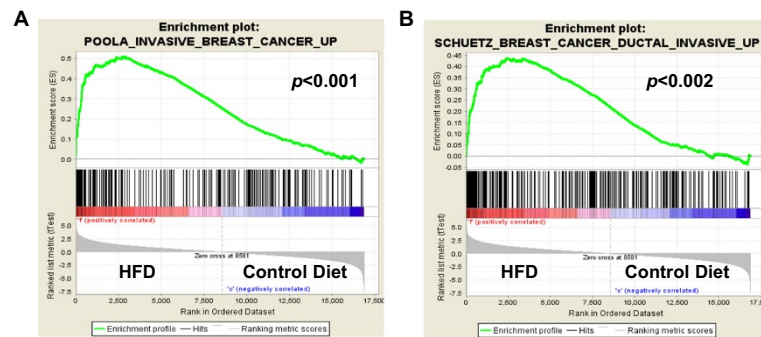 A
Enrichment plot:
POOLA_INVASIVE_BREAST_CANCER_UP
p<0.001
Enrichment score (ES)
0.5
0.4
0.3
0.2
0.1
0.0
'f' (positively correlated)
Ranked list metric (tTest)
5.0
2.5
0.0
-2.5
-5.0
-7.5
Zero cross at 8581
HFD
Control Diet
'c' (negatively correlated)
0 2,500 5,000 7,500 10,000 12,500 15,000 17,500
Rank in Ordered Dataset
Enrichment profile Hits Ranking metric scores
B
Enrichment plot:
SCHUETZ_BREAST_CANCER_DUCTAL_INVASIVE_UP
p<0.002
Enrichment score (ES)
0.45
0.40
0.35
0.30
0.25
0.20
0.15
0.10
0.05
0.00
-0.05
'f' (positively correlated)
Ranked list metric (tTest)
5.0
2.5
0.0
-2.5
-5.0
-7.5
Zero cross at 8581
HFD
Control Diet
'c' (negatively correlated)
0 2,500 5,000 7,500 10,000 12,500 15,000 17,500
Rank in Ordered Dataset
Enrichment profile Hits Ranking metric scores